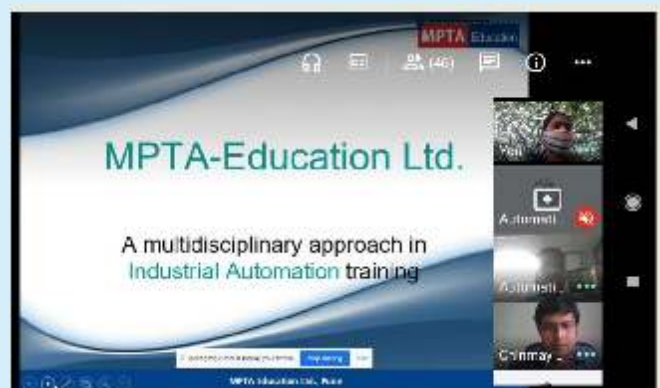 MPTA Education
(46)
MPTA-Education Ltd.
A multidisciplinary approach in
Industrial Automation training
You
Automati...
Automati...
Chinmay
MPTA Education Ltd., Pune